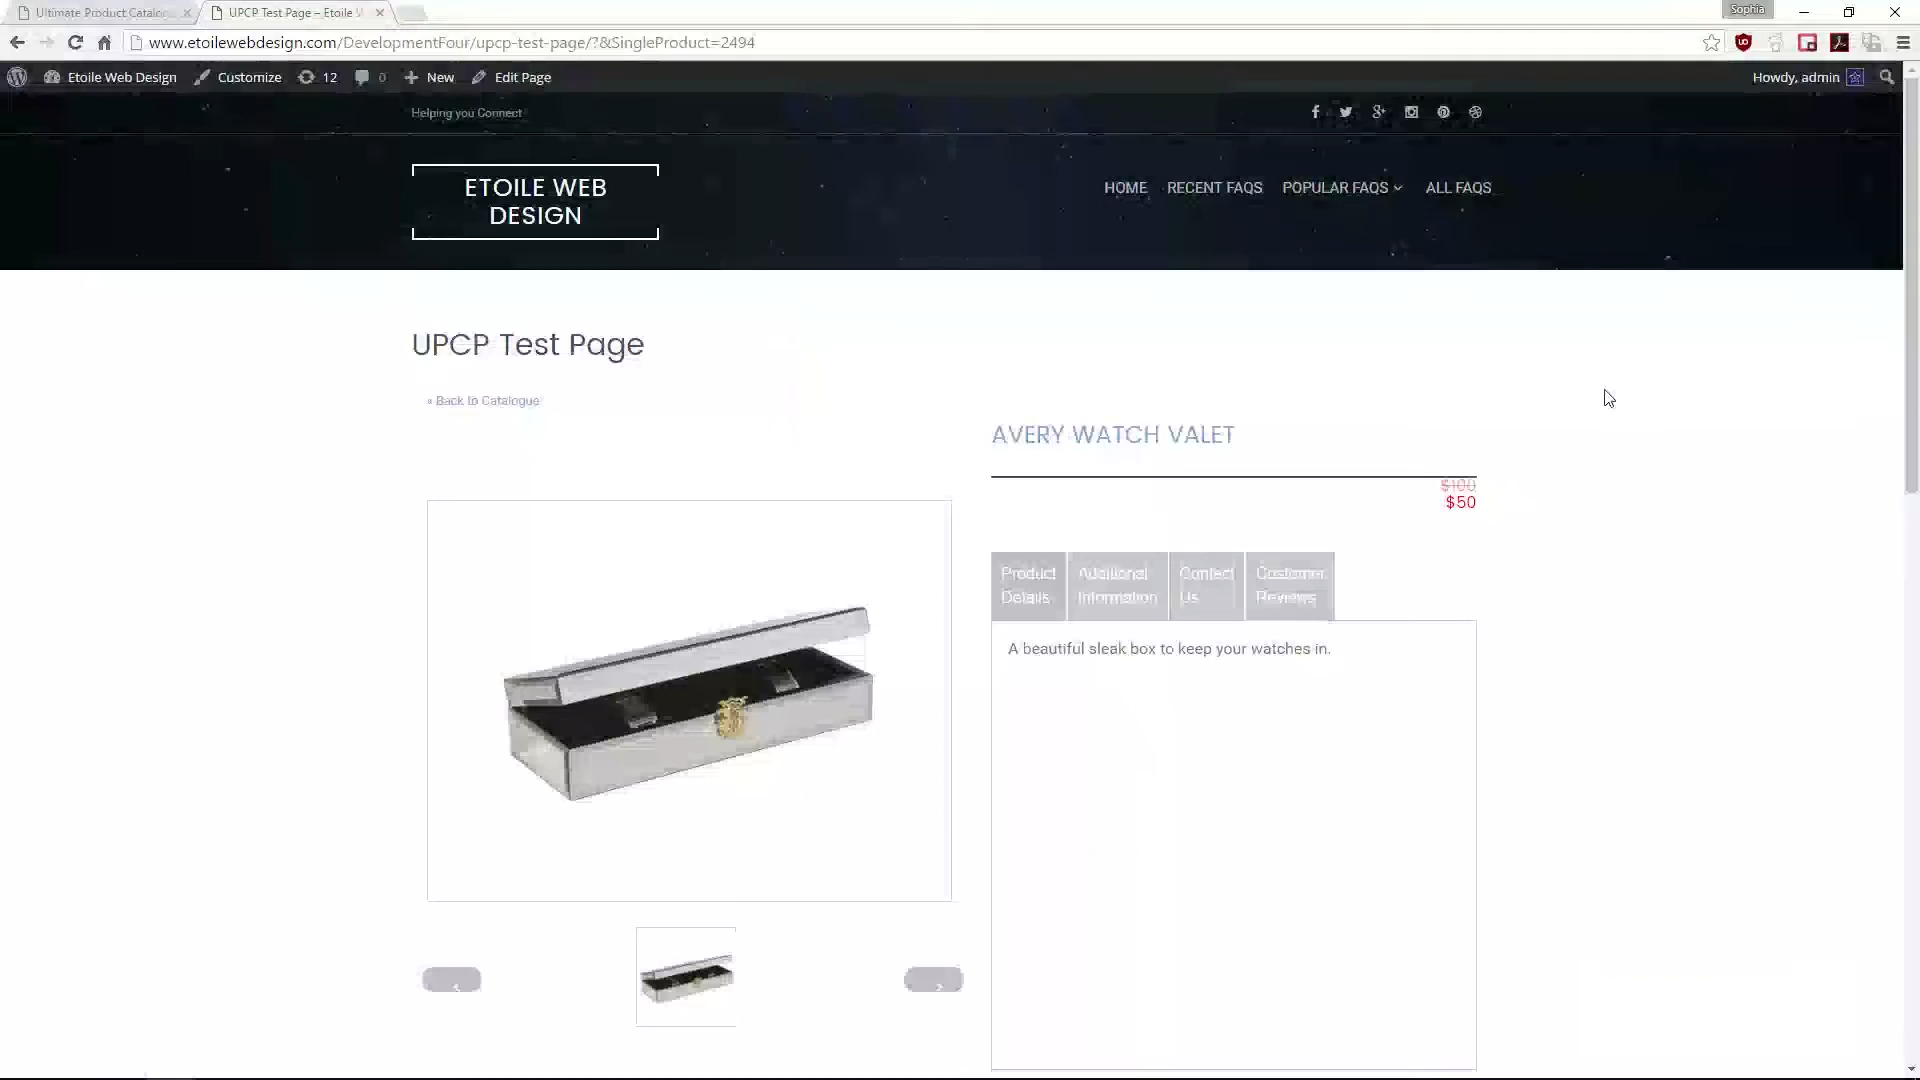 Ultimate Product Catalog
UPCP Test Page – Etoile W
Sophia
www.etoilewebdesign.com/DevelopmentFour/upcp-test-page/?&SingleProduct=2494
Etoile Web Design Customize 12 0 New Edit Page Howdy, admin
Helping you Connect
ETOILE WEB
DESIGN
HOME RECENT FAQS POPULAR FAQS ALL FAQS
UPCP Test Page
« Back to Catalogue
AVERY WATCH VALET
$100
$50
Product
Details
Additional
Information
Contact
Us
Customer
Reviews
A beautiful sleak box to keep your watches in.